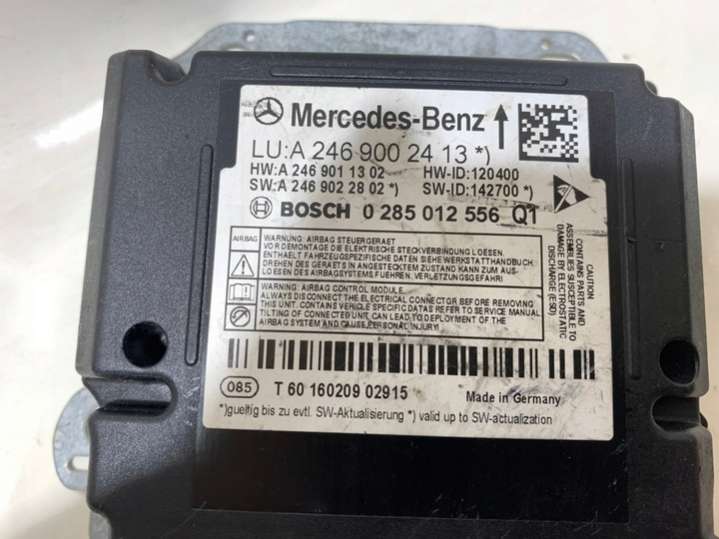 Mercedes-Benz
LU: A 246 900 24 13 *)
HW: A 246 901 13 02 HW-ID: 120400
SW: A 246 902 28 02 *) SW-ID: 142700 *)
BOSCH 0 285 012 556 Q1
AIRBAG
WARNUNG: AIRBAG STEUERGERAET
VOR DEMONTAGE DIE ELEKTRISCHE STECKVERBINDUNG LOESEN.
ENTHAELT FAHRZEUGSPEZIFISCHE DATEN SIEHE WERKSTATTHANDBUCH
DREHEN DES GERAETS IN ANGESTECKTEM ZUSTAND KANN ZUM AUS-
LOESEN DES AIRBAGSYSTEMS FUEHREN. VERLETZUNGSGEFAHR!
WARNING: AIRBAG CONTROL MODULE.
ALWAYS DISCONNECT THE ELECTRICAL CONNECTOR BEFORE REMOVING
THIS UNIT. CONTAINS VEHICLE SPECIFIC DATAS REFER TO SERVICE MANUAL
TILTING OF CONNECTED UNIT CAN LEAD TO DEPLOYMENT OF THE
AIRBAG SYSTEM AND CAUSE PERSONAL INJURY!
CAUTION
CONTAINS PARTS AND
ASSEMBLIES SUSCEPTIBLE TO
DAMAGE BY ELECTROSTATIC
DISCHARGE (ESD)
085 T 60 160209 02915 Made in Germany
*)gueltig bis zu evtl. SW-Aktualisierung *) valid up to SW-actualization